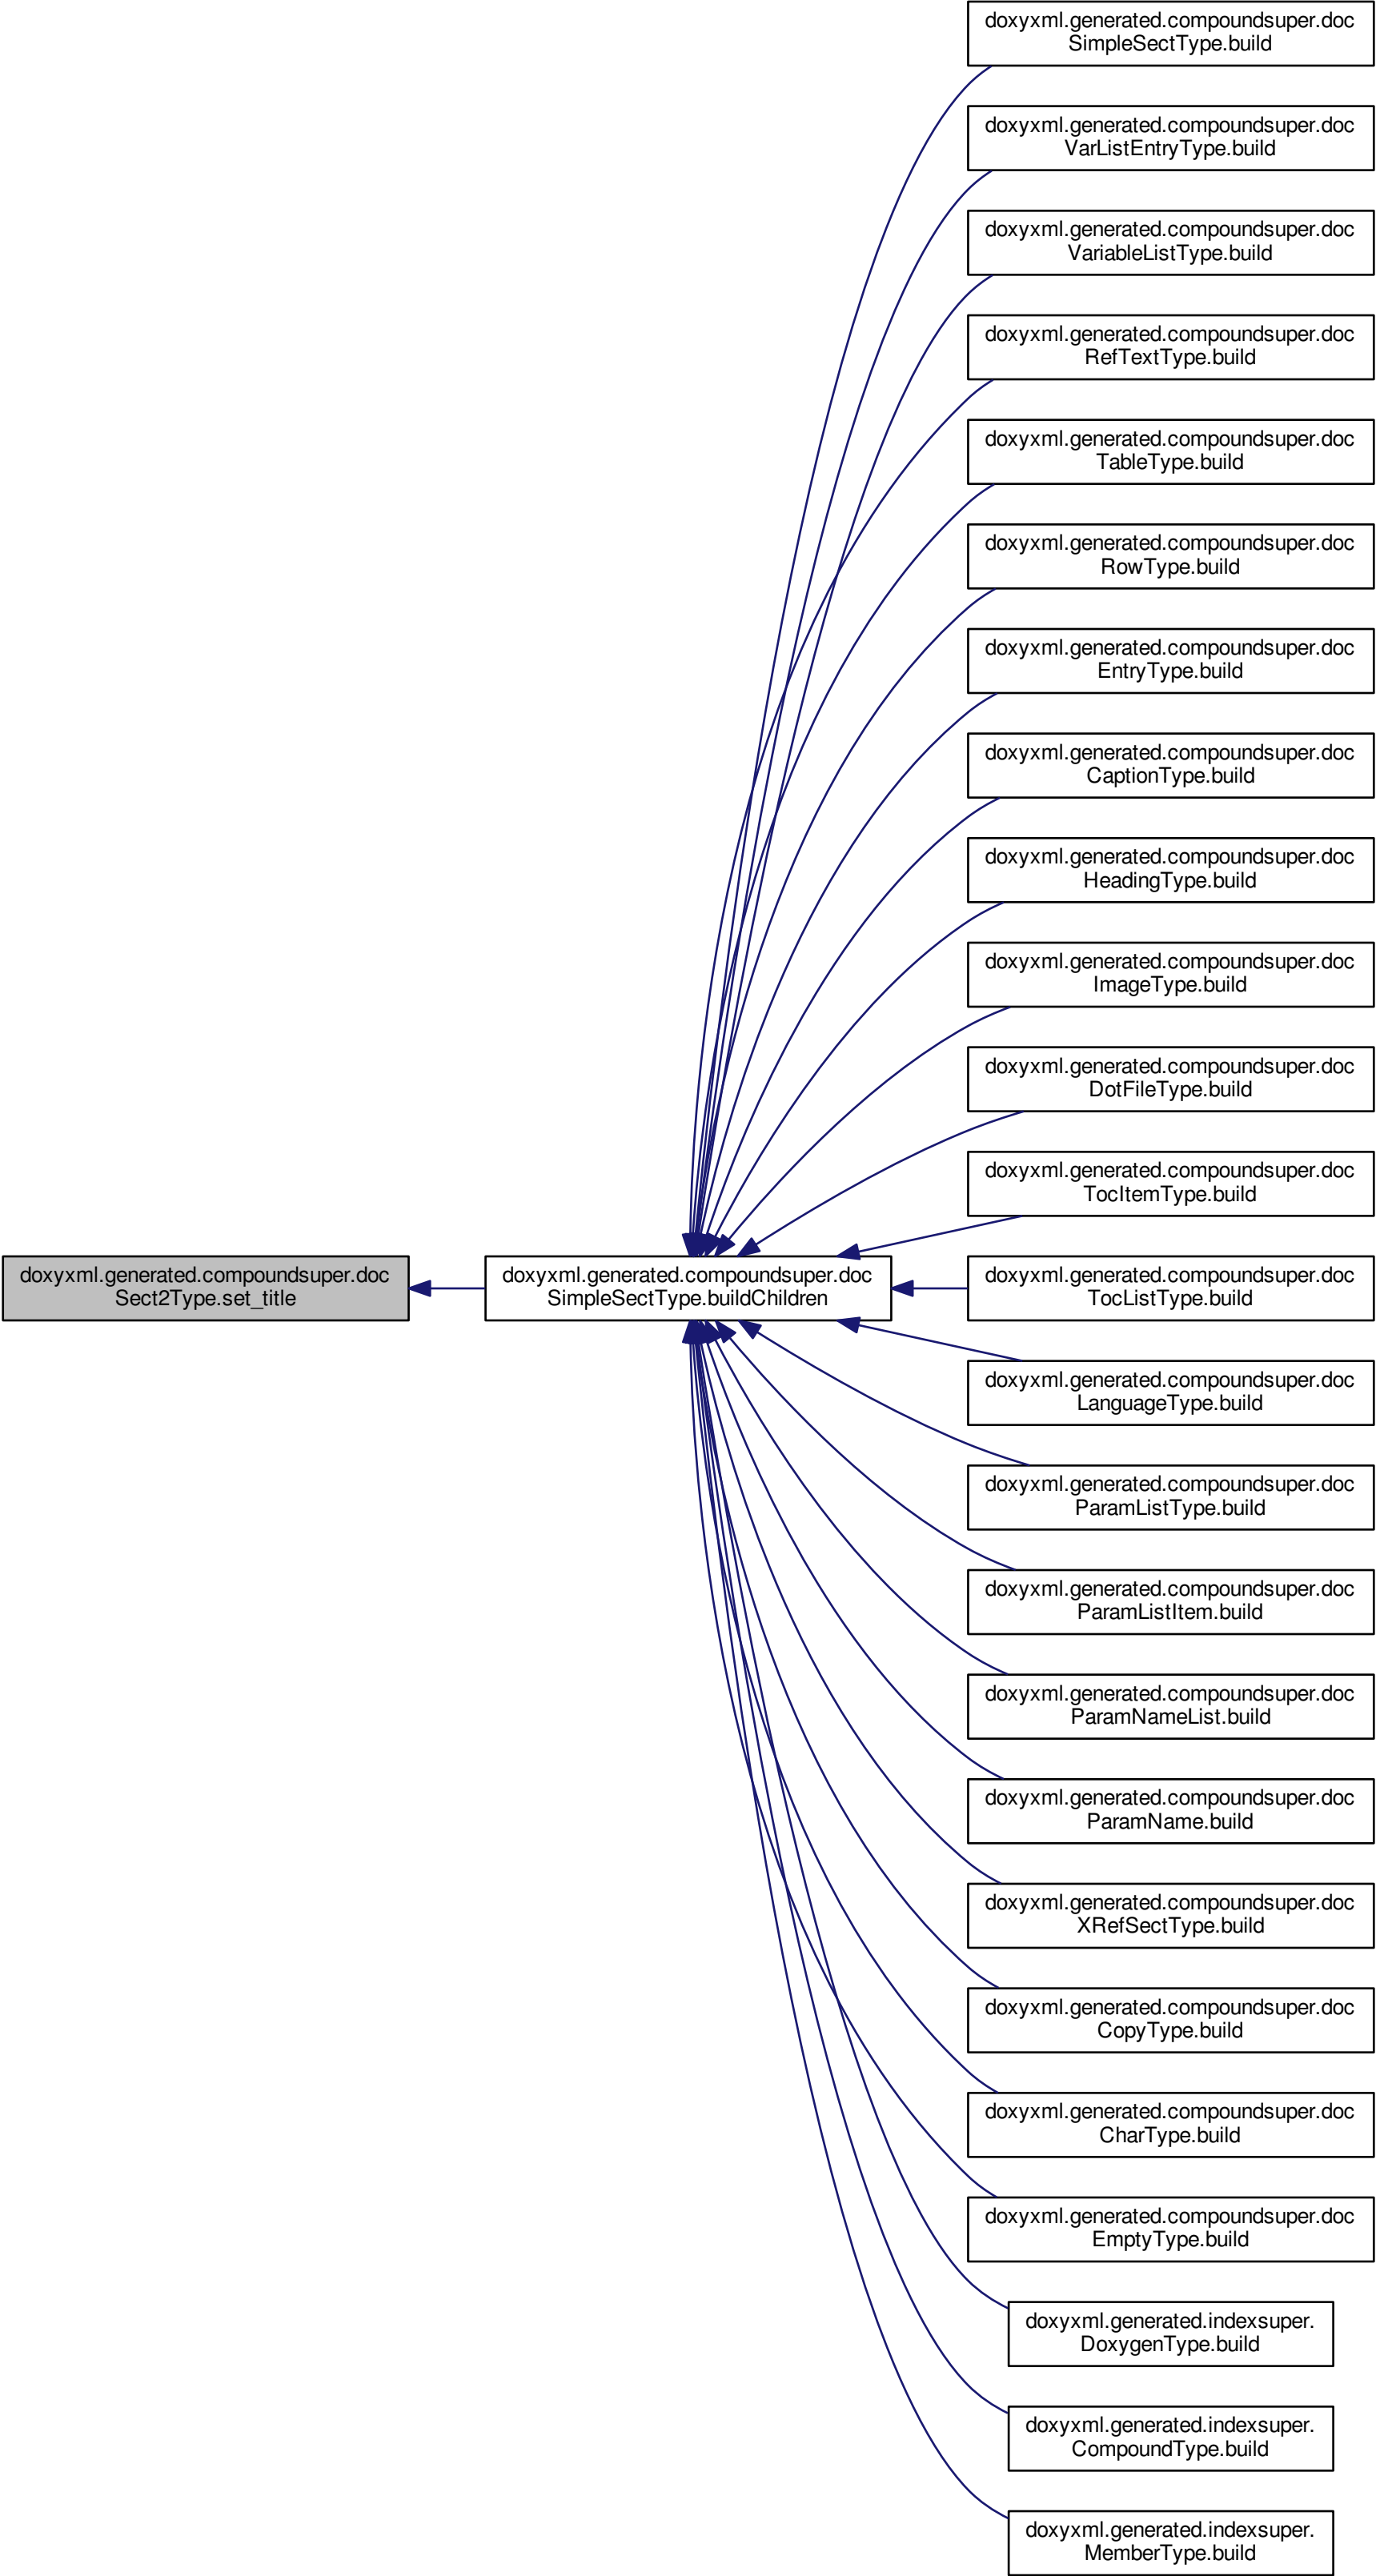 doxyxml.generated.compoundsuper.doc
SimpleSectType.build
doxyxml.generated.compoundsuper.doc
VarListEntryType.build
doxyxml.generated.compoundsuper.doc
VariableListType.build
doxyxml.generated.compoundsuper.doc
RefTextType.build
doxyxml.generated.compoundsuper.doc
TableType.build
doxyxml.generated.compoundsuper.doc
RowType.build
doxyxml.generated.compoundsuper.doc
EntryType.build
doxyxml.generated.compoundsuper.doc
CaptionType.build
doxyxml.generated.compoundsuper.doc
HeadingType.build
doxyxml.generated.compoundsuper.doc
ImageType.build
doxyxml.generated.compoundsuper.doc
DotFileType.build
doxyxml.generated.compoundsuper.doc
TocItemType.build
doxyxml.generated.compoundsuper.doc
Sect2Type.set_title
doxyxml.generated.compoundsuper.doc
SimpleSectType.buildChildren
doxyxml.generated.compoundsuper.doc
TocListType.build
doxyxml.generated.compoundsuper.doc
LanguageType.build
doxyxml.generated.compoundsuper.doc
ParamListType.build
doxyxml.generated.compoundsuper.doc
ParamListItem.build
doxyxml.generated.compoundsuper.doc
ParamNameList.build
doxyxml.generated.compoundsuper.doc
ParamName.build
doxyxml.generated.compoundsuper.doc
XRefSectType.build
doxyxml.generated.compoundsuper.doc
CopyType.build
doxyxml.generated.compoundsuper.doc
CharType.build
doxyxml.generated.compoundsuper.doc
EmptyType.build
doxyxml.generated.indexsuper.
DoxygenType.build
doxyxml.generated.indexsuper.
CompoundType.build
doxyxml.generated.indexsuper.
MemberType.build